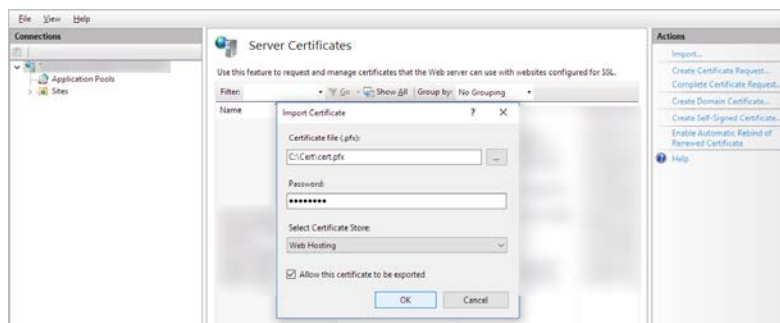 File View Help
Connections
Application Pools
Sites
Server Certificates
Use this feature to request and manage certificates that the Web server can use with websites configured for SSL.
Filter: Go Show All Group by: No Grouping
Name
Import Certificate ? X
Certificate file (.pfx):
C:\Cert\cert.pfx
...
Password:
••••••••
Select Certificate Store:
Web Hosting
Allow this certificate to be exported
OK Cancel
Actions
Import...
Create Certificate Request...
Complete Certificate Request...
Create Domain Certificate...
Create Self-Signed Certificate...
Enable Automatic Rebind of
Renewed Certificate
Help